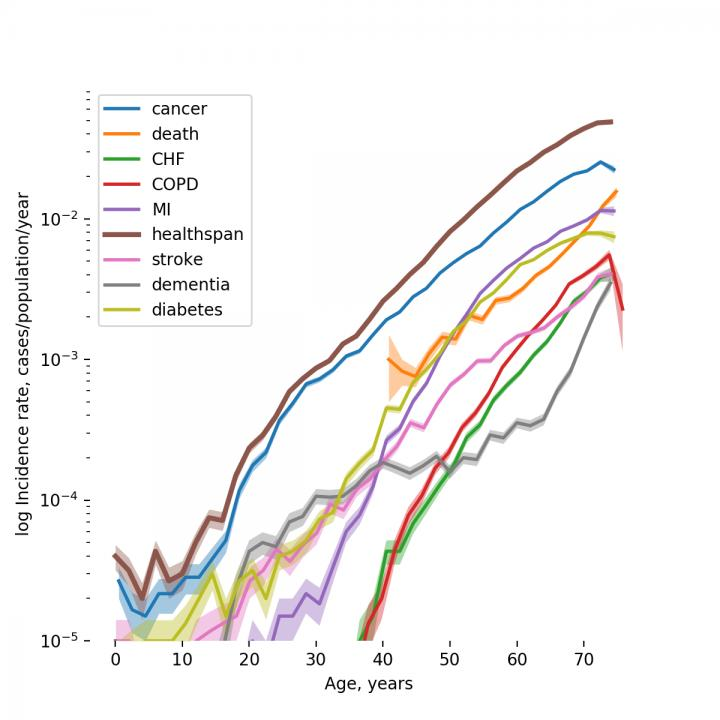 cancer
death
CHF
COPD
MI
healthspan
stroke
dementia
diabetes
log Incidence rate, cases/population/year
10⁻²
10⁻³
10⁻⁴
10⁻⁵
0 10 20 30 40 50 60 70
Age, years